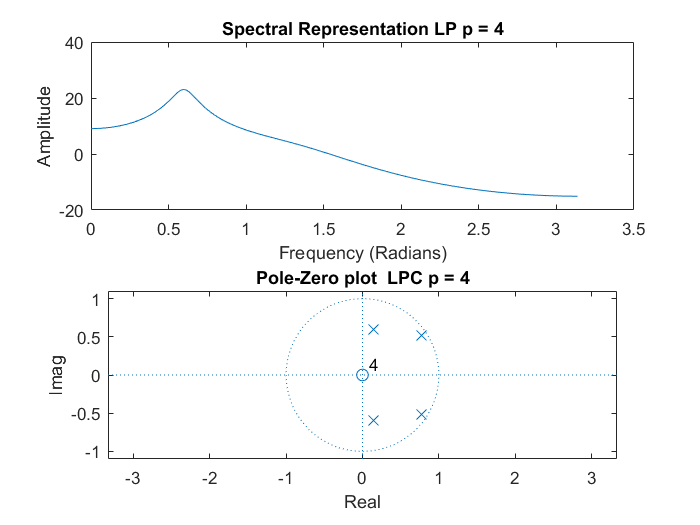 Spectral Representation LP p = 4
40
20
0
-20
Amplitude
0 0.5 1 1.5 2 2.5 3 3.5
Frequency (Radians)
Pole-Zero plot  LPC p = 4
1
0.5
0
-0.5
-1
Imag
4
-3 -2 -1 0 1 2 3
Real